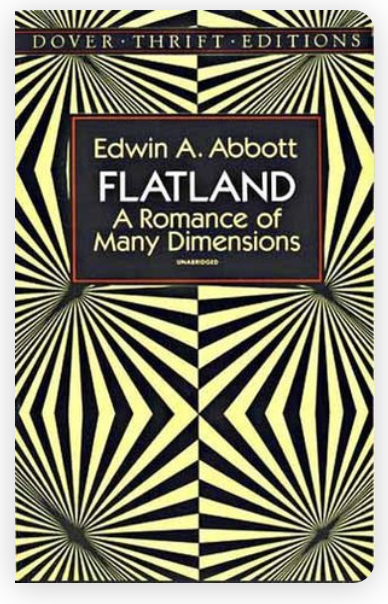 DOVER · THRIFT · EDITIONS
Edwin A. Abbott
FLATLAND
A Romance of
Many Dimensions
UNABRIDGED